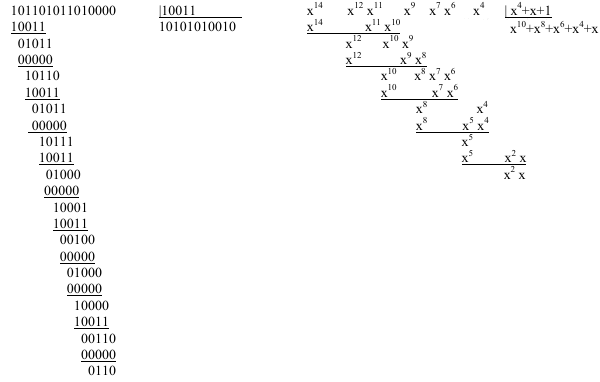 101101011010000 |10011 x¹⁴ x¹² x¹¹ x⁹ x⁷ x⁶ x⁴ | x⁴+x+1
10011 10101010010 x¹⁴ x¹¹ x¹⁰ x¹⁰+x⁸+x⁶+x⁴+x
01011 x¹² x¹⁰ x⁹
00000 x¹² x⁹ x⁸
10110 x¹⁰ x⁸ x⁷ x⁶
10011 x¹⁰ x⁷ x⁶
01011 x⁸ x⁴
00000 x⁸ x⁵ x⁴
10111 x⁵
10011 x⁵ x² x
01000 x² x
00000
10001
10011
00100
00000
01000
00000
10000
10011
00110
00000
0110